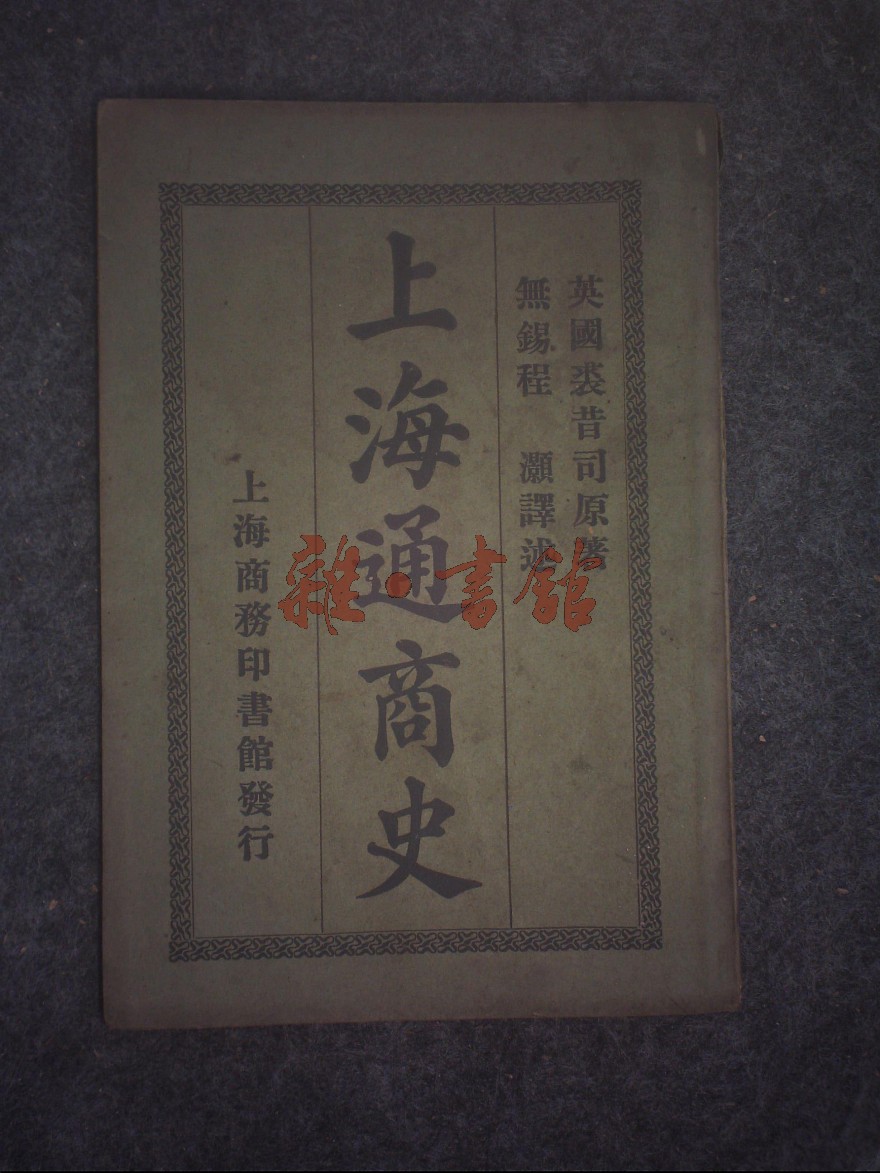 英國裘昔司原著
無錫程 灝譯述
上海通商史
上海商務印書館發行
雜·書館